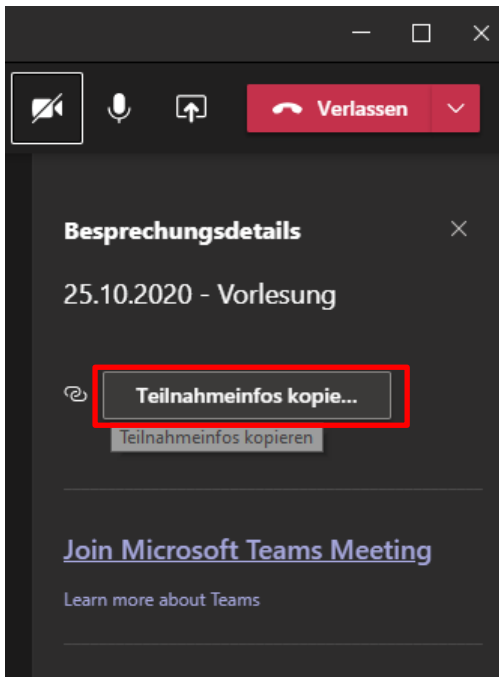 Verlassen
Besprechungsdetails
25.10.2020 - Vorlesung
Teilnahmeinfos kopie...
Teilnahmeinfos kopieren
Join Microsoft Teams Meeting
Learn more about Teams